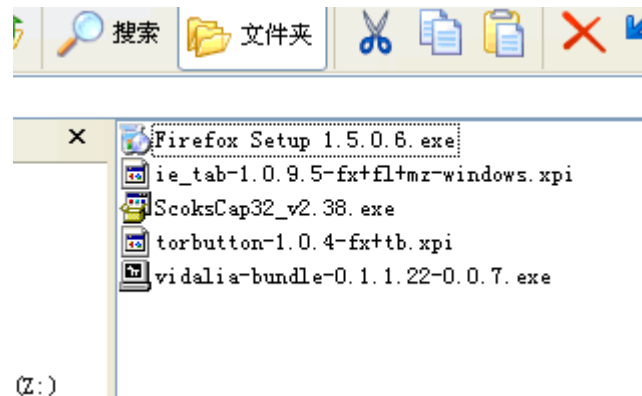 搜索 文件夹
Firefox Setup 1.5.0.6.exe
ie_tab-1.0.9.5-fx+fl+mz-windows.xpi
ScoksCap32_v2.38.exe
torbutton-1.0.4-fx+tb.xpi
vidalia-bundle-0.1.1.22-0.0.7.exe
(Z:)